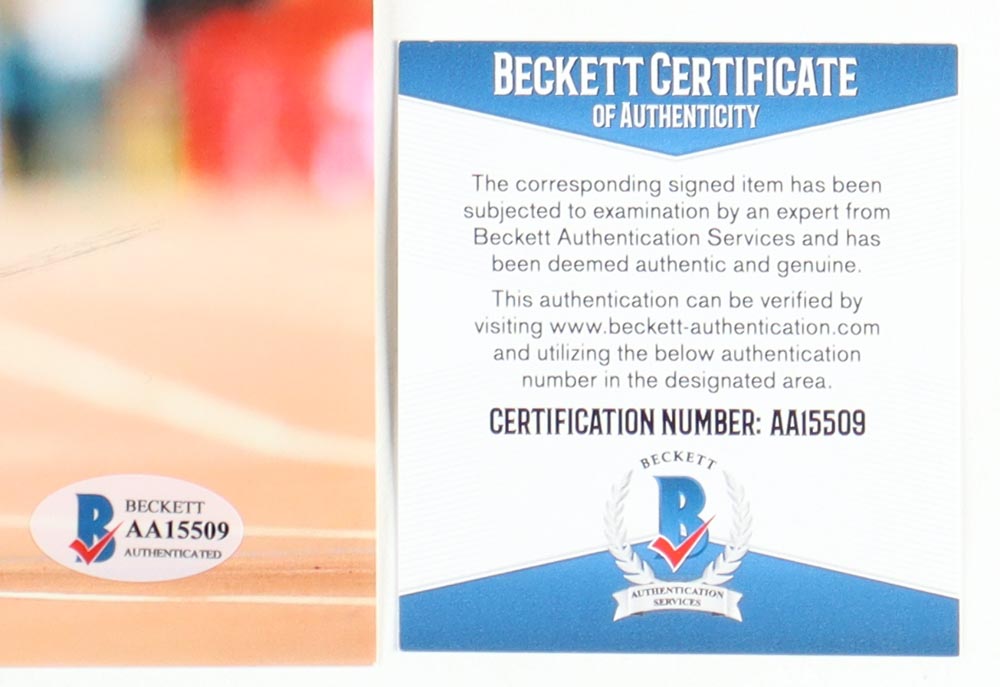 BECKETT CERTIFICATE
OF AUTHENTICITY
The corresponding signed item has been
subjected to examination by an expert from
Beckett Authentication Services and has
been deemed authentic and genuine.
This authentication can be verified by
visiting www.beckett-authentication.com
and utilizing the below authentication
number in the designated area.
CERTIFICATION NUMBER: AA15509
BECKETT
B
AUTHENTICATION
SERVICES
B
BECKETT
AA15509
AUTHENTICATED